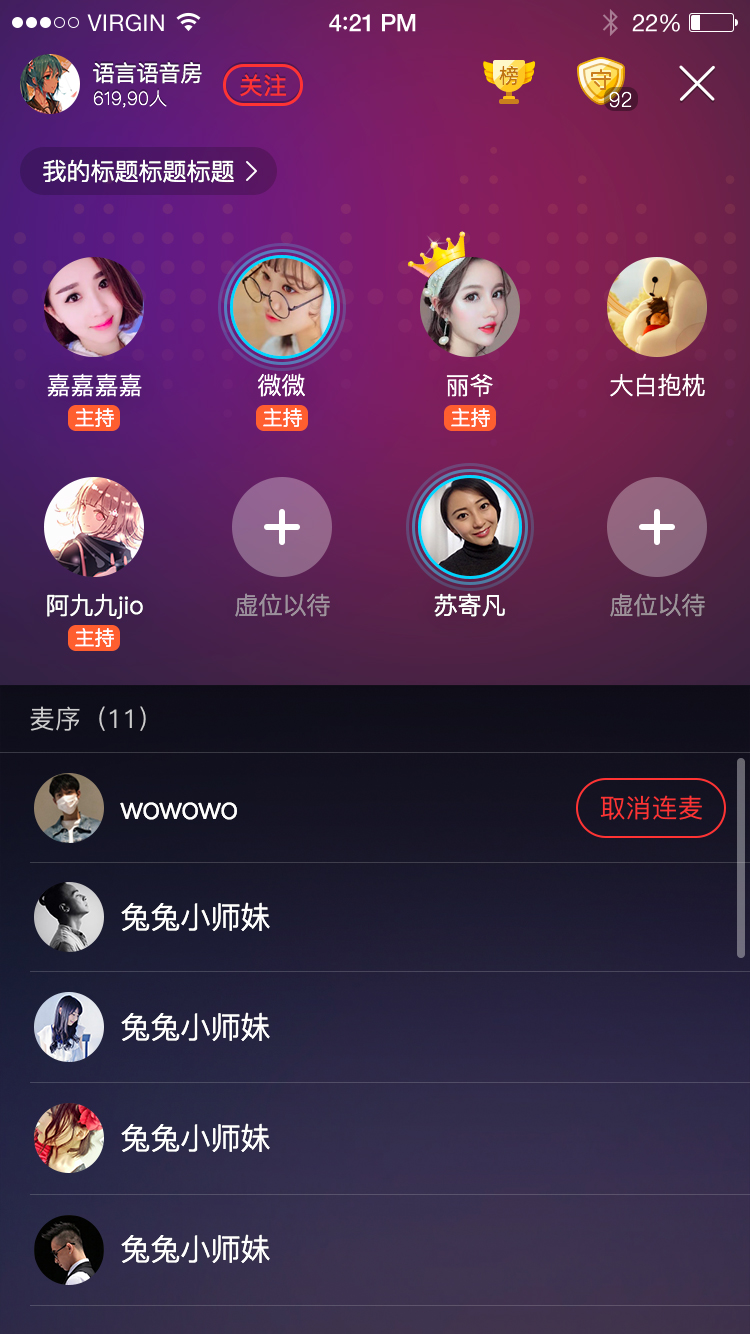 VIRGIN 4:21 PM 22%
语言语音房
619,90人
关注
榜
守
92
我的标题标题标题
嘉嘉嘉嘉 微微 丽爷 大白抱枕
主持 主持 主持
阿九九jio 虚位以待 苏寄凡 虚位以待
主持
麦序（11）
wowowo 取消连麦
兔兔小师妹
兔兔小师妹
兔兔小师妹
兔兔小师妹